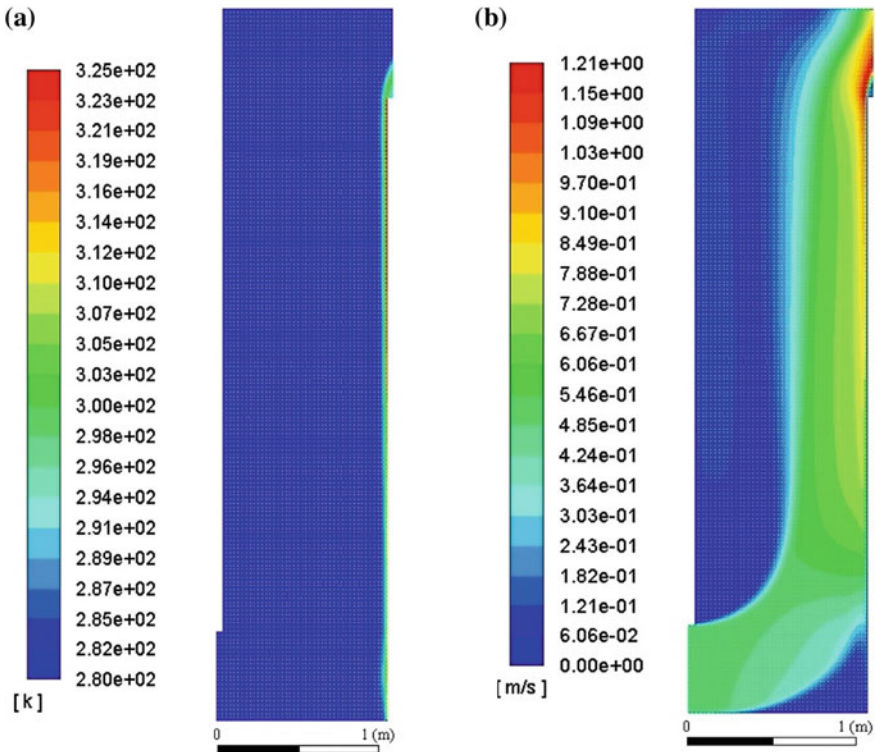 (a)
3.25e+02
3.23e+02
3.21e+02
3.19e+02
3.16e+02
3.14e+02
3.12e+02
3.10e+02
3.07e+02
3.05e+02
3.03e+02
3.00e+02
2.98e+02
2.96e+02
2.94e+02
2.91e+02
2.89e+02
2.87e+02
2.85e+02
2.82e+02
2.80e+02
[k]
0 1 (m)
(b)
1.21e+00
1.15e+00
1.09e+00
1.03e+00
9.70e-01
9.10e-01
8.49e-01
7.88e-01
7.28e-01
6.67e-01
6.06e-01
5.46e-01
4.85e-01
4.24e-01
3.64e-01
3.03e-01
2.43e-01
1.82e-01
1.21e-01
6.06e-02
0.00e+00
[m/s]
0 1 (m)